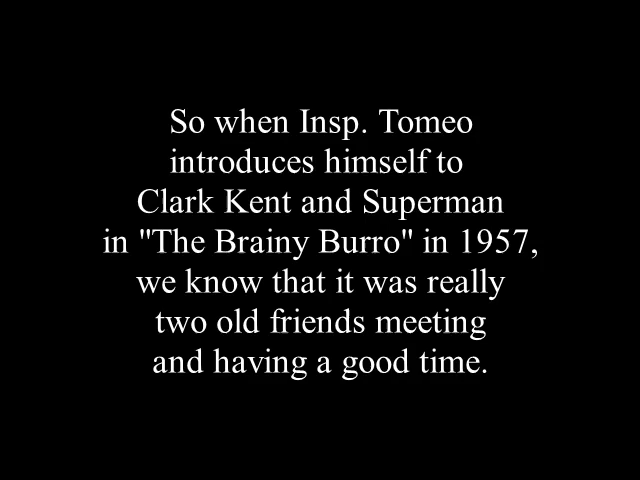 So when Insp. Tomeo
introduces himself to
Clark Kent and Superman
in "The Brainy Burro" in 1957,
we know that it was really
two old friends meeting
and having a good time.